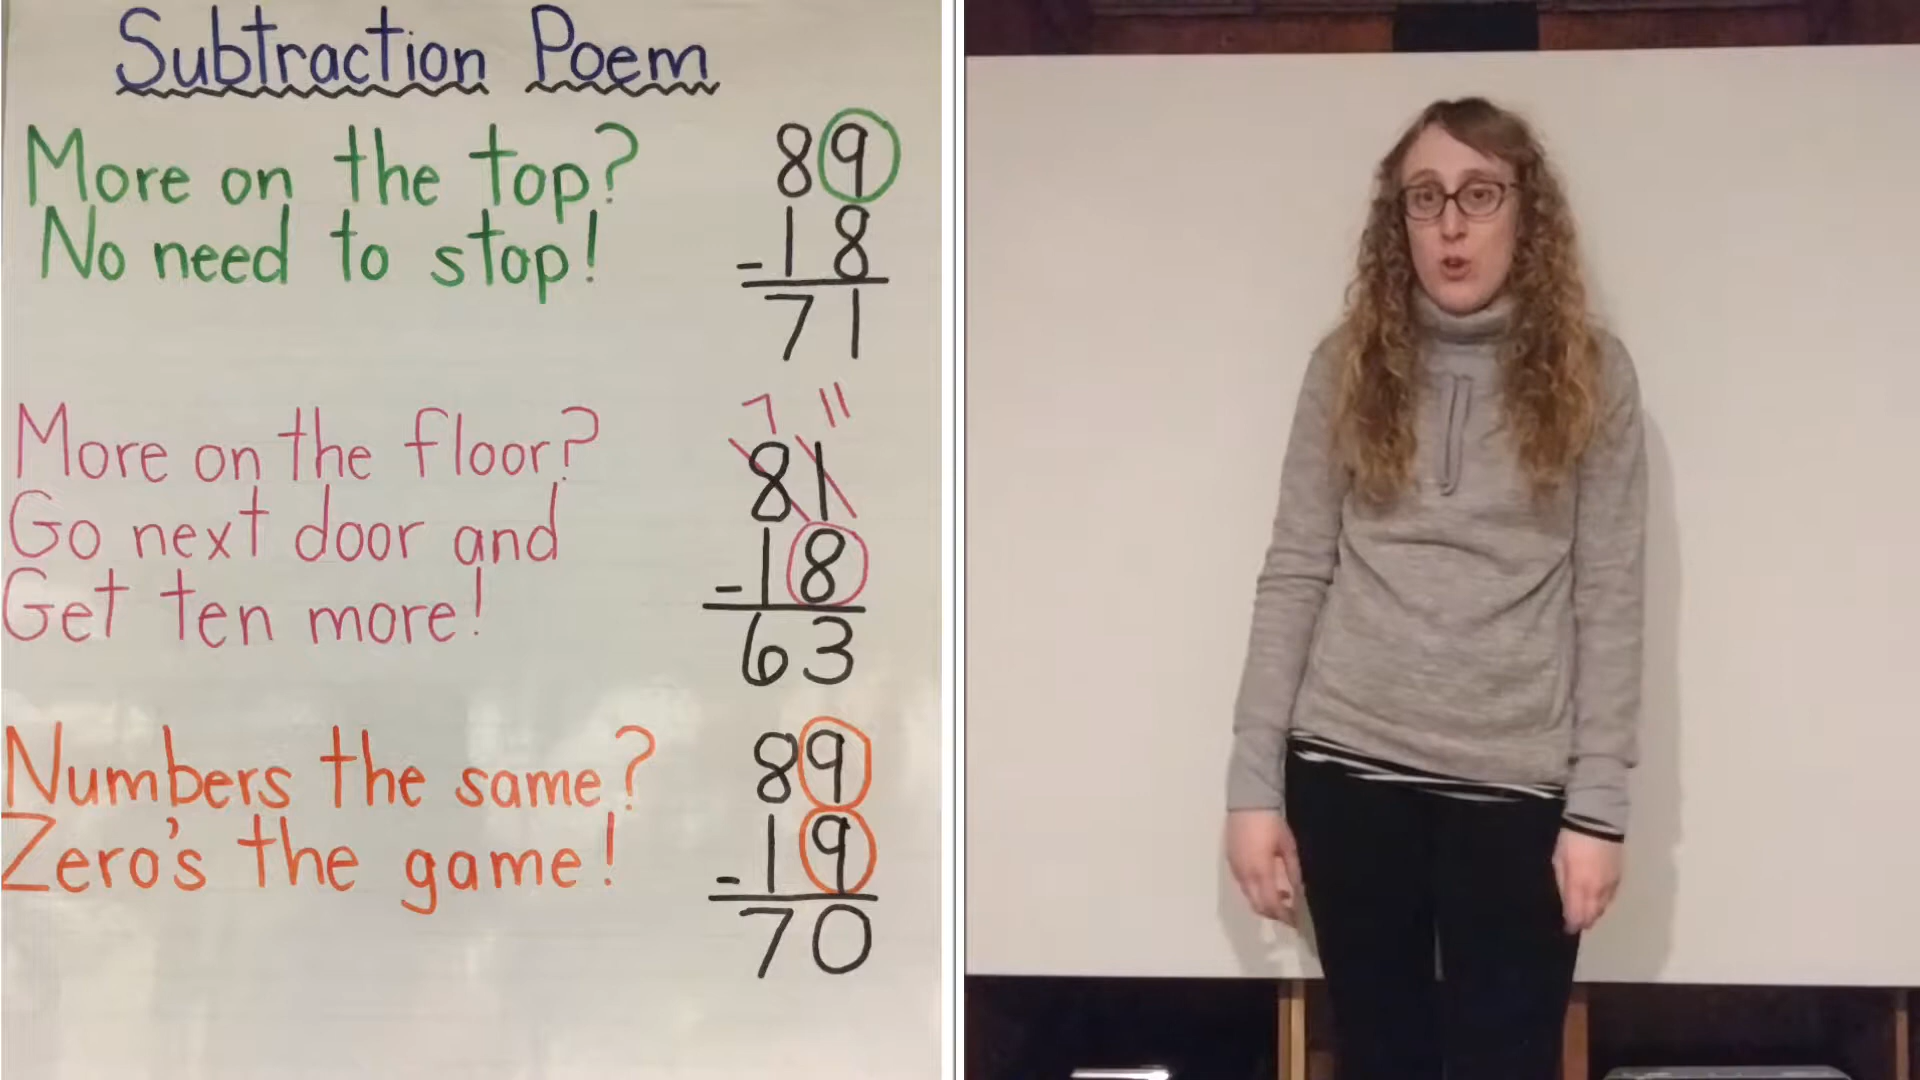 Subtraction Poem
More on the top?
No need to stop!
89
-18
71
More on the floor?
Go next door and
Get ten more!
7 11
81
-18
63
Numbers the same?
Zero's the game!
89
-19
70